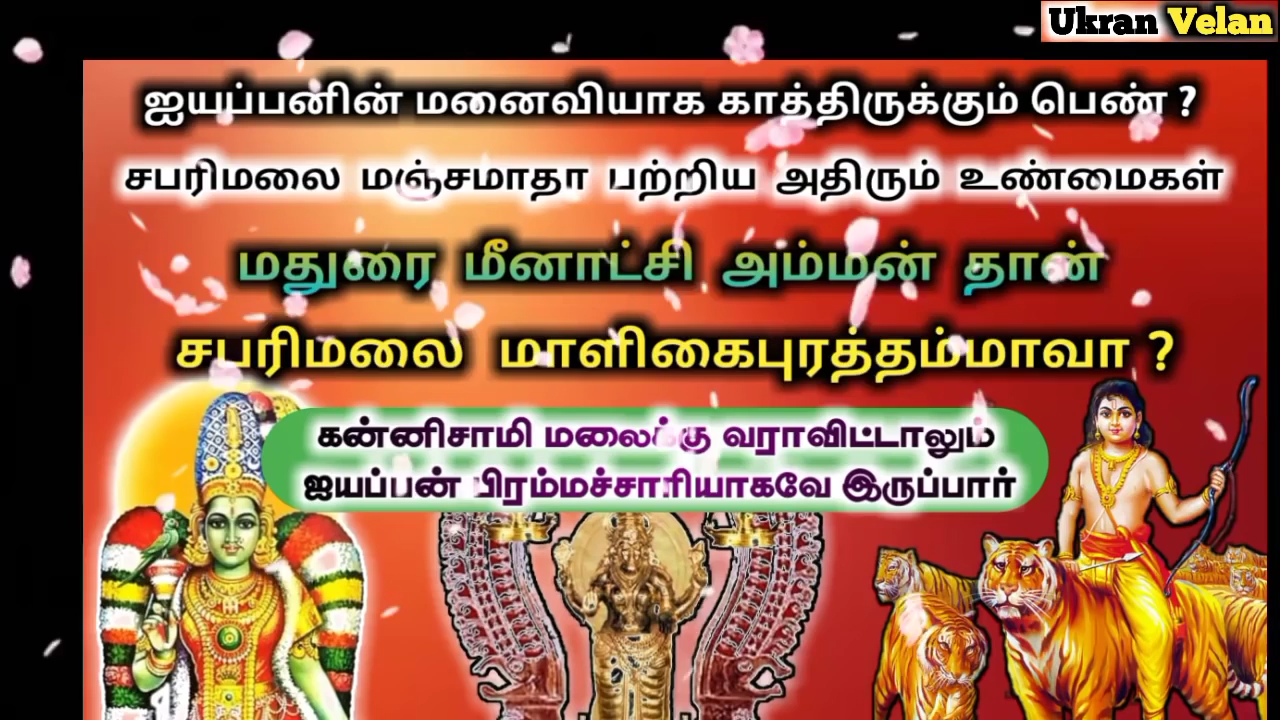 Ukran Velan
ஐயப்பனின் மனைவியாக காத்திருக்கும் பெண் ?
சபரிமலை மஞ்சமாதா பற்றிய அதிரும் உண்மைகள்
மதுரை மீனாட்சி அம்மன் தான்
சபரிமலை மாளிகைபுரத்தம்மாவா ?
கன்னிசாமி மலைக்கு வராவிட்டாலும்
ஐயப்பன் பிரம்மச்சாரியாகவே இருப்பார்